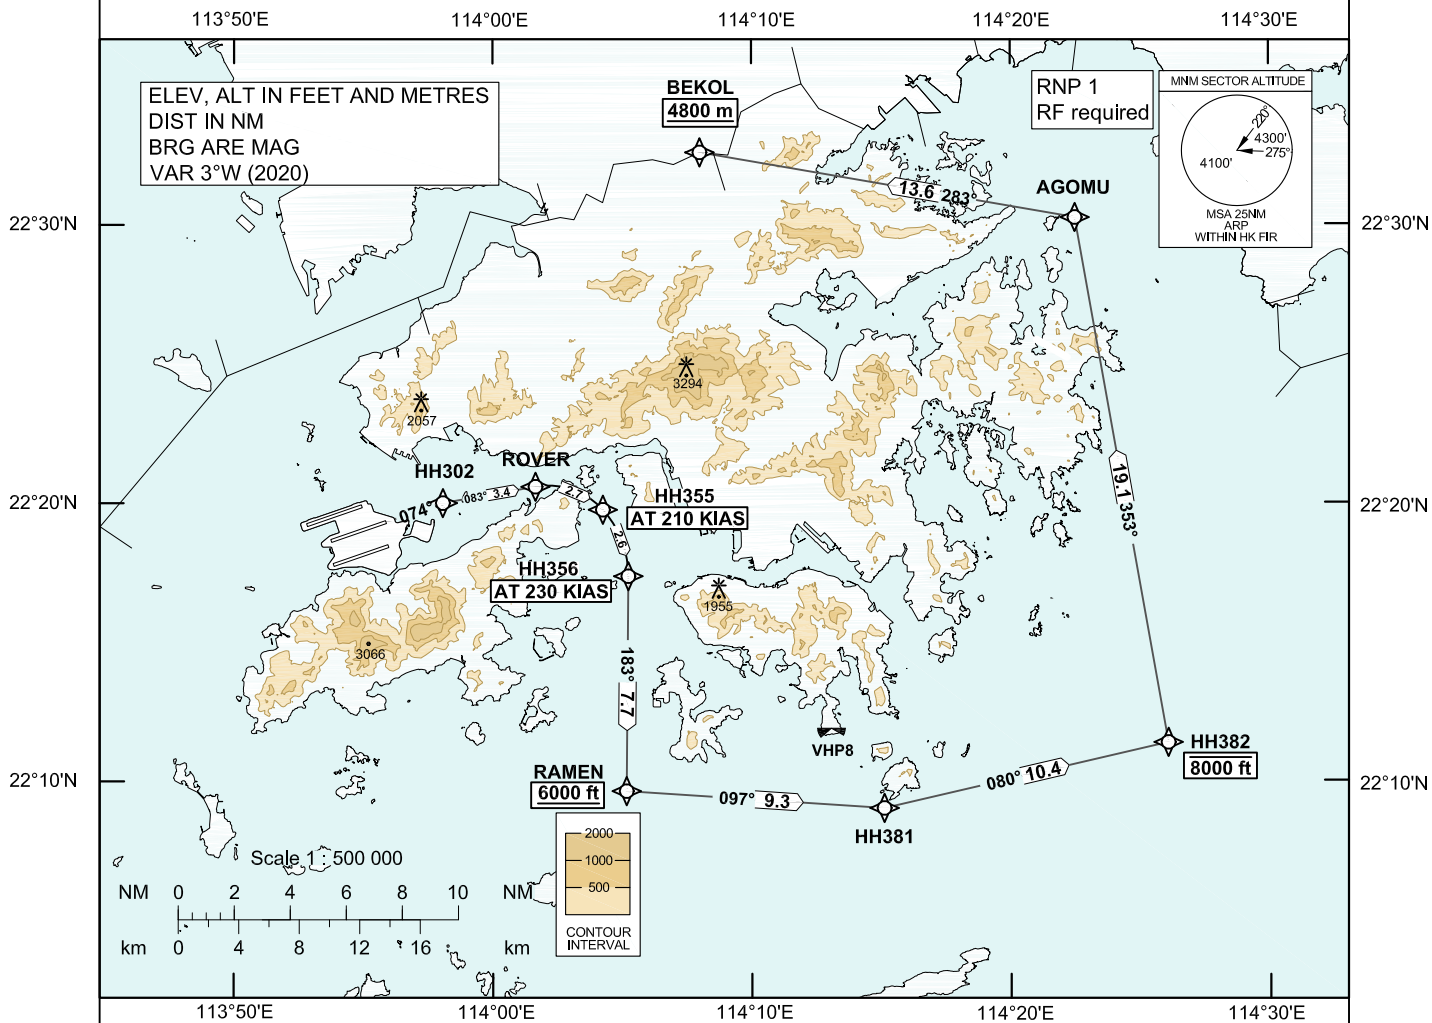 113°50'E
114°00'E
114°10'E
114°20'E
114°30'E
ELEV, ALT IN FEET AND METRES
DIST IN NM
BRG ARE MAG
VAR 3°W (2020)
BEKOL
4800 m
RNP 1
RF required
MNM SECTOR ALTITUDE
220°
4300'
275°
4100'
MSA 25NM
ARP
WITHIN HK FIR
AGOMU
13.6 283°
22°30'N
22°30'N
3294
2057
HH302
ROVER
074°
083° 3.4
2.7
HH355
AT 210 KIAS
22°20'N
22°20'N
19.1 353°
2.6
HH356
AT 230 KIAS
1955
3066
183° 7.7
VHP8
HH382
8000 ft
RAMEN
6000 ft
22°10'N
22°10'N
097° 9.3
080° 10.4
HH381
2000
1000
500
CONTOUR
INTERVAL
Scale 1 : 500 000
NM 0 2 4 6 8 10 NM
km 0 4 8 12 16 km
113°50'E
114°00'E
114°10'E
114°20'E
114°30'E